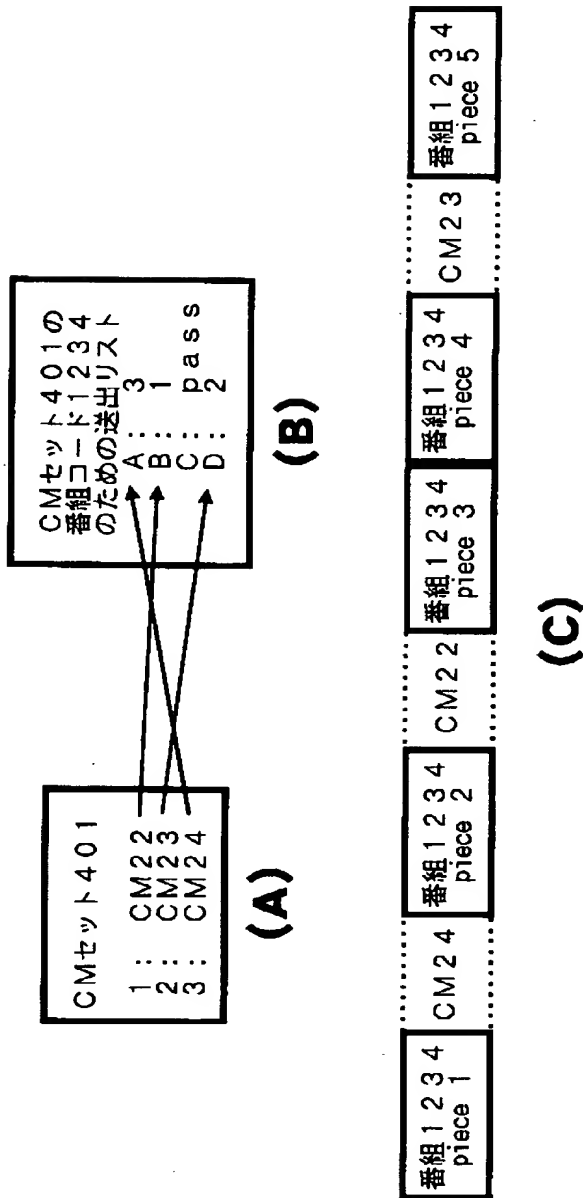 CMセット401
1: CM22
2: CM23
3: CM24
(A)
CMセット401の
番組コード1234
のための送出リスト
A: 3
B: 1
C: pass
D: 2
(B)
番組1234
piece 1
CM24
番組1234
piece 2
CM22
番組1234
piece 3
番組1234
piece 4
CM23
番組1234
piece 5
(C)